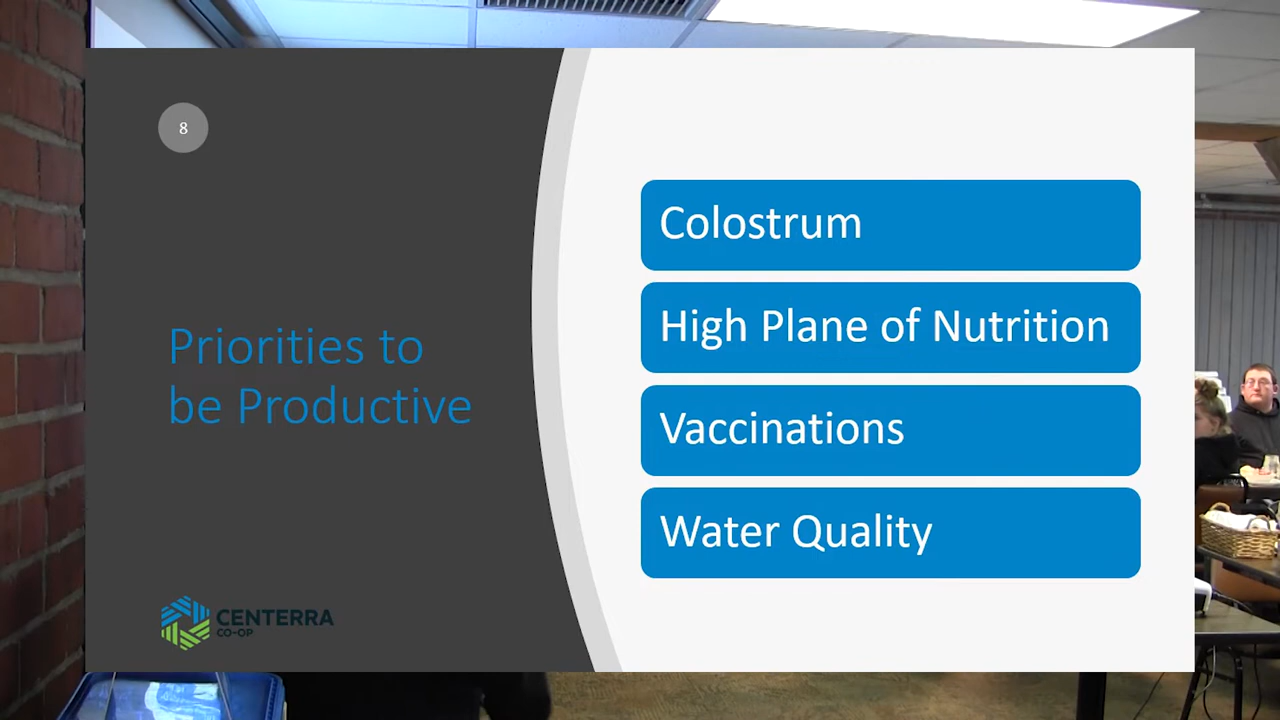 8
Priorities to
be Productive
Colostrum
High Plane of Nutrition
Vaccinations
Water Quality
CENTERRA
CO-OP